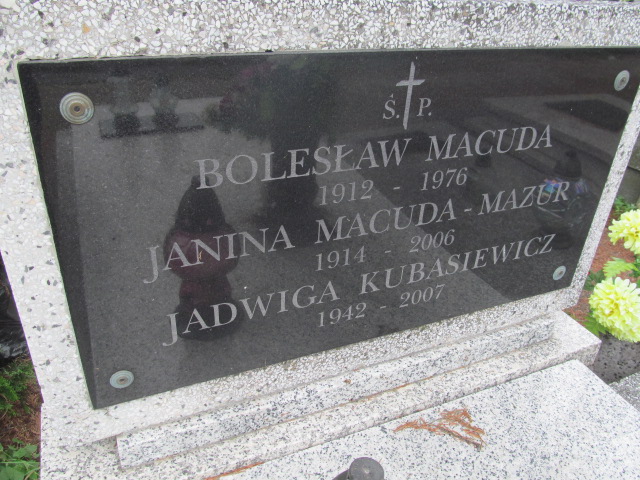 Ś. P.
BOLESŁAW MACUDA
1912 - 1976
JANINA MACUDA - MAZUR
1914 - 2006
JADWIGA KUBASIEWICZ
1942 - 2007